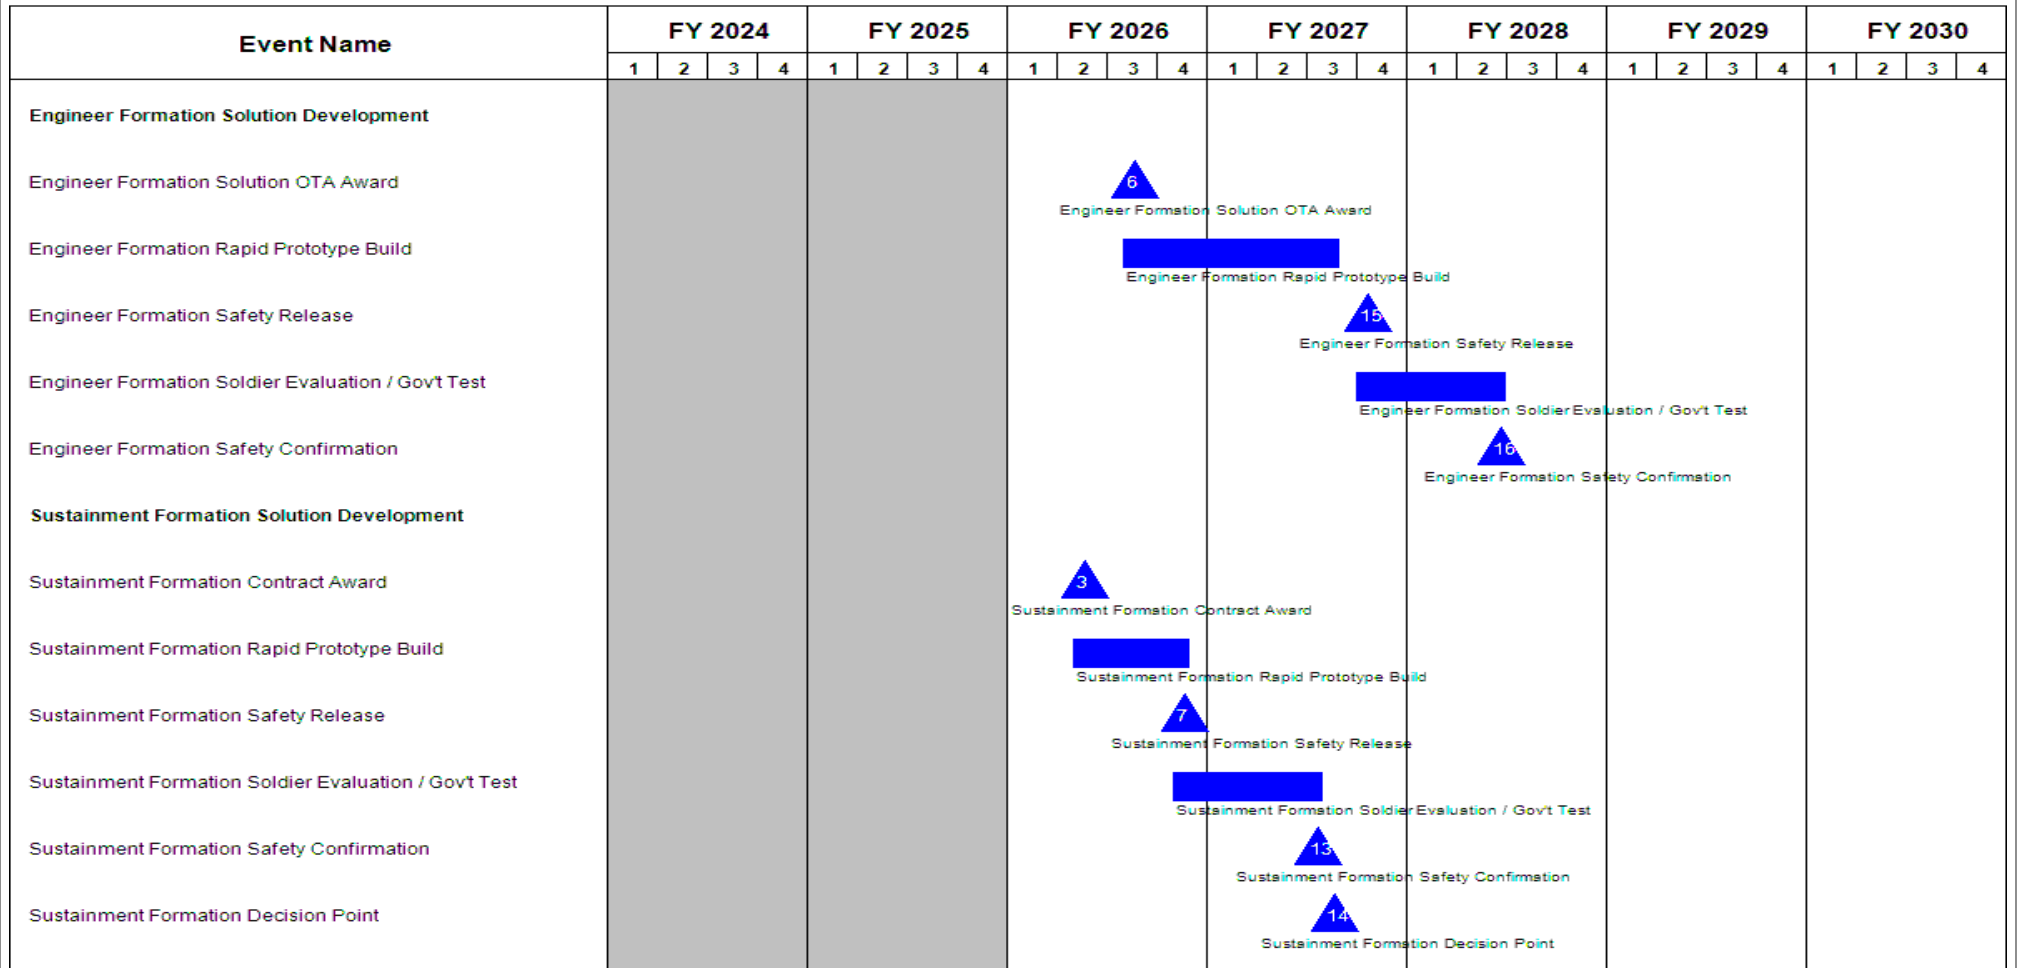 Event Name
FY 2024 FY 2025 FY 2026 FY 2027 FY 2028 FY 2029 FY 2030
1 2 3 4 1 2 3 4 1 2 3 4 1 2 3 4 1 2 3 4 1 2 3 4 1 2 3 4
Engineer Formation Solution Development
Engineer Formation Solution OTA Award
6
Engineer Formation Solution OTA Award
Engineer Formation Rapid Prototype Build
Engineer Formation Rapid Prototype Build
Engineer Formation Safety Release
15
Engineer Formation Safety Release
Engineer Formation Soldier Evaluation / Gov't Test
Engineer Formation Soldier Evaluation / Gov't Test
Engineer Formation Safety Confirmation
16
Engineer Formation Safety Confirmation
Sustainment Formation Solution Development
Sustainment Formation Contract Award
3
Sustainment Formation Contract Award
Sustainment Formation Rapid Prototype Build
Sustainment Formation Rapid Prototype Build
Sustainment Formation Safety Release
7
Sustainment Formation Safety Release
Sustainment Formation Soldier Evaluation / Gov't Test
Sustainment Formation Soldier Evaluation / Gov't Test
Sustainment Formation Safety Confirmation
13
Sustainment Formation Safety Confirmation
Sustainment Formation Decision Point
14
Sustainment Formation Decision Point